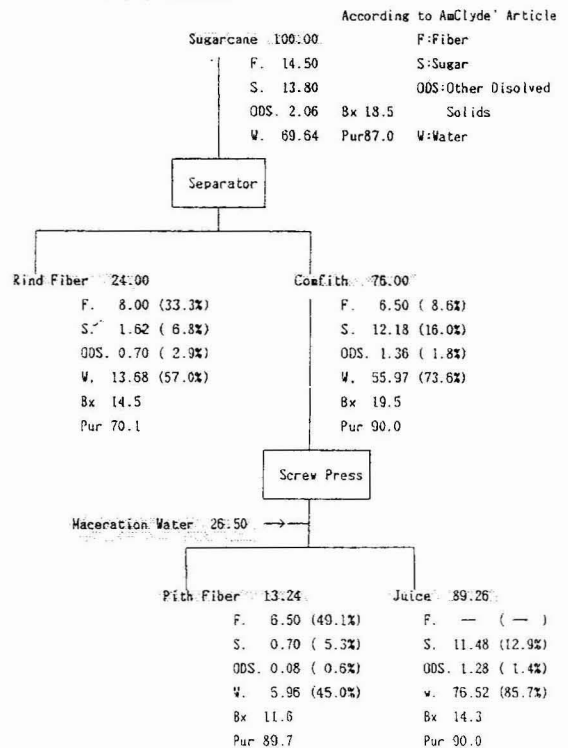 According to AmClyde' Article
Sugarcane 100.00 F:Fiber
F. 14.50 S:Sugar
S. 13.80 ODS:Other Disolved
ODS. 2.06 Bx 18.5 Solids
W. 69.64 Pur87.0 W:Water
Separator
Rind Fiber 24.00 Comfith 76.00
F. 8.00 (33.3%) F. 6.50 ( 8.6%)
S. 1.62 ( 6.8%) S. 12.18 (16.0%)
ODS. 0.70 ( 2.9%) ODS. 1.36 ( 1.8%)
W. 13.68 (57.0%) W. 55.97 (73.6%)
Bx 14.5 Bx 19.5
Pur 70.1 Pur 90.0
Screw Press
Maceration Water 26.50 →
Pith Fiber 13.24 Juice 89.26
F. 6.50 (49.1%) F. — ( — )
S. 0.70 ( 5.3%) S. 11.48 (12.9%)
ODS. 0.08 ( 0.6%) ODS. 1.28 ( 1.4%)
W. 5.96 (45.0%) w. 76.52 (85.7%)
Bx 11.6 Bx 14.3
Pur 89.7 Pur 90.0